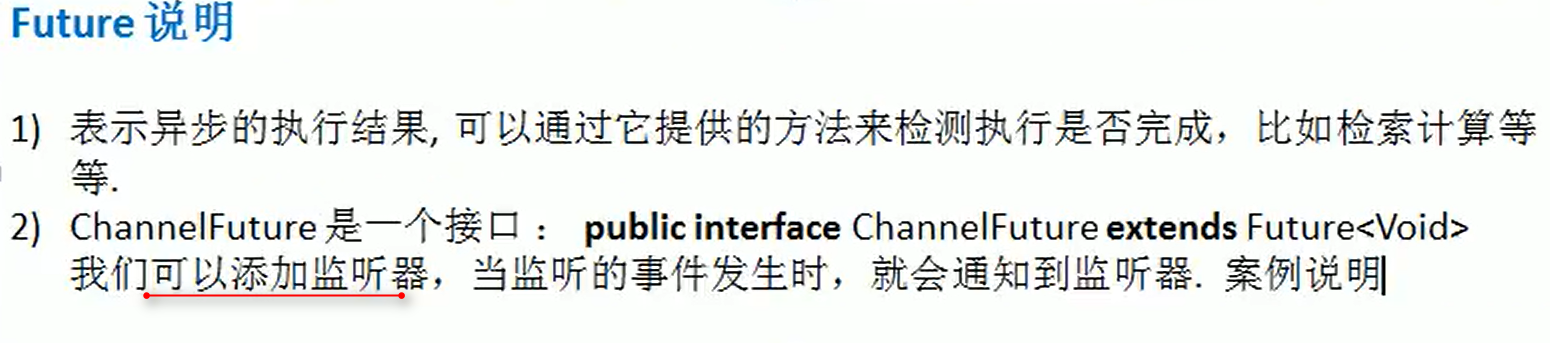 Future 说明
1) 表示异步的执行结果, 可以通过它提供的方法来检测执行是否完成，比如检索计算等
等.
2) ChannelFuture 是一个接口 ： public interface ChannelFuture extends Future<Void>
我们可以添加监听器，当监听的事件发生时，就会通知到监听器. 案例说明